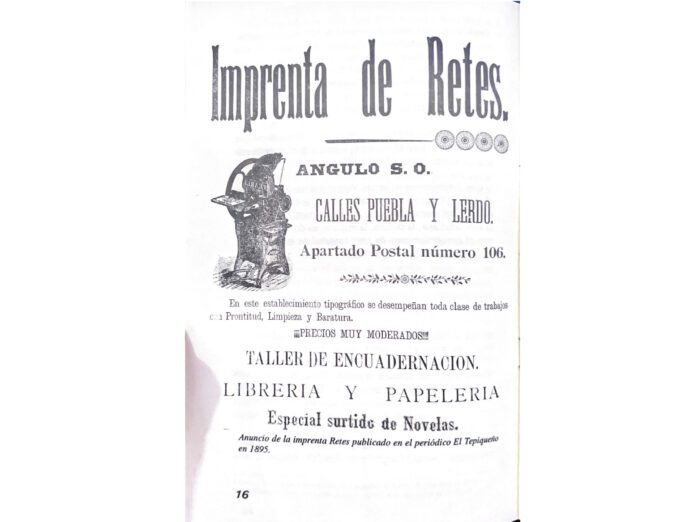 Imprenta de Retes.
ANGULO S. O.
CALLES PUEBLA Y LERDO.
Apartado Postal número 106.
En este establecimiento tipográfico se desempeñan toda clase de trabajos
con Prontitud, Limpieza y Baratura.
¡¡¡PRECIOS MUY MODERADOS!!!
TALLER DE ENCUADERNACION.
LIBRERIA Y PAPELERIA
Especial surtido de Novelas.
Anuncio de la imprenta Retes publicado en el periódico El Tepiqueño
en 1895.
16